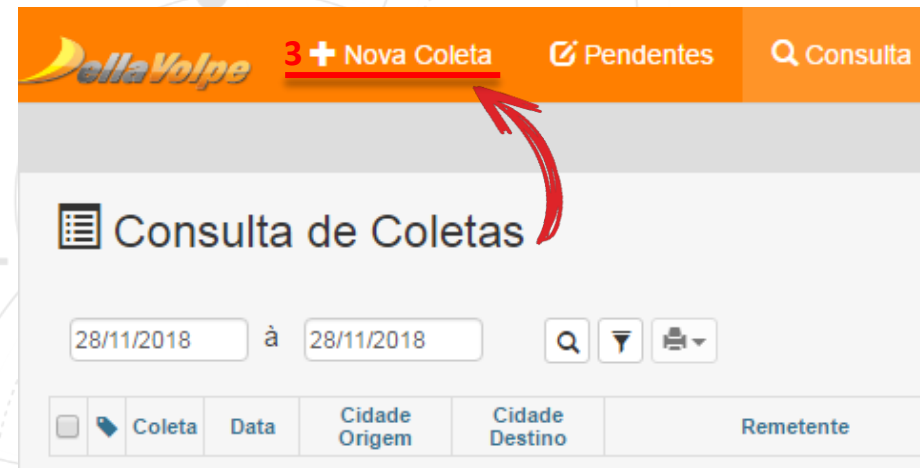 DellaVolpe 3 Nova Coleta Pendentes Consulta
Consulta de Coletas
28/11/2018 à 28/11/2018
Coleta Data Cidade Origem Cidade Destino Remetente